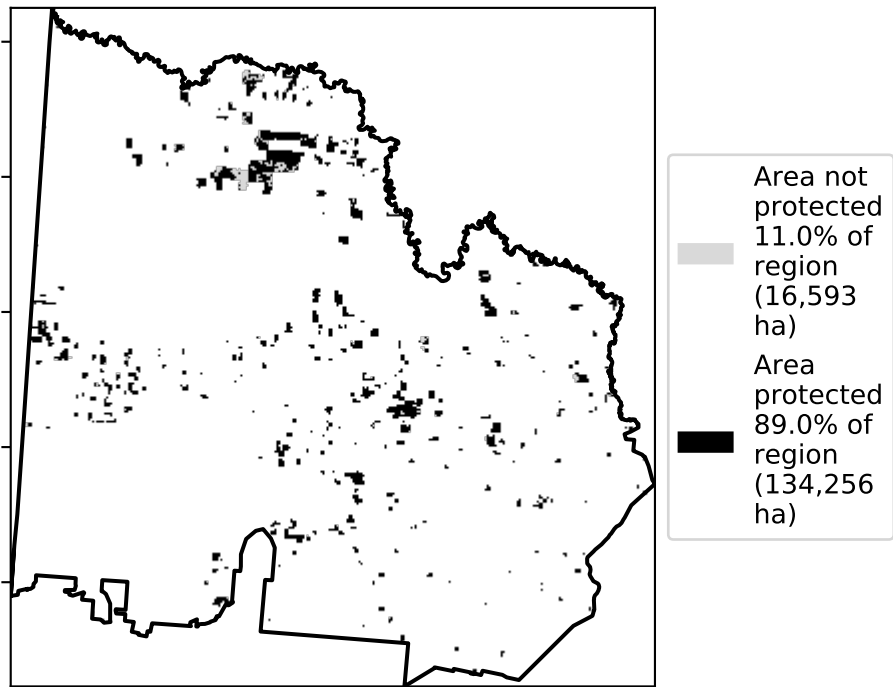 Area not
protected
11.0% of
region
(16,593
ha)
Area
protected
89.0% of
region
(134,256
ha)